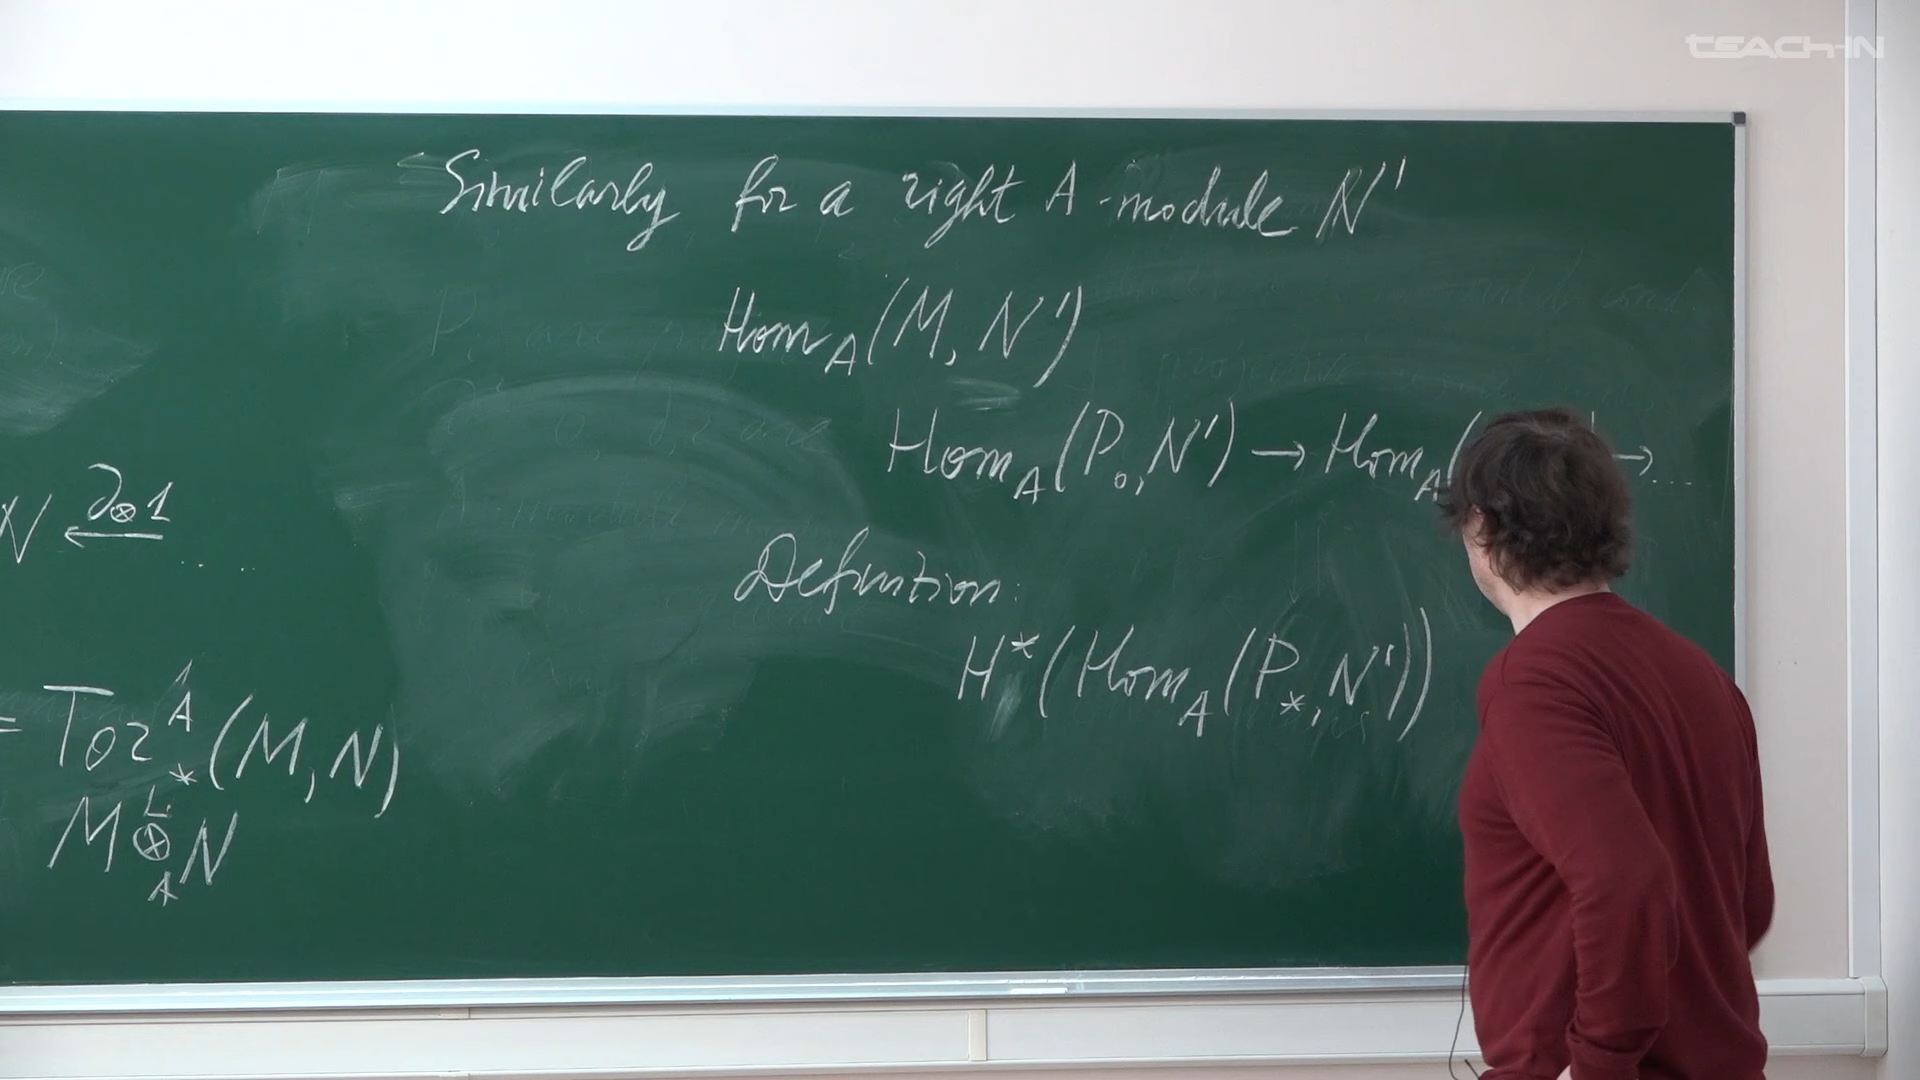 TEACH-IN
Similarly for a right A-module N'
Hom_A(M, N')
Hom_A(P_0, N') → Hom_A( → ...
N ←^{∂⊗1} ....
Definition:
H^*(Hom_A(P_*, N'))
= Tor^A_*(M, N)
M ⊗^L_A N